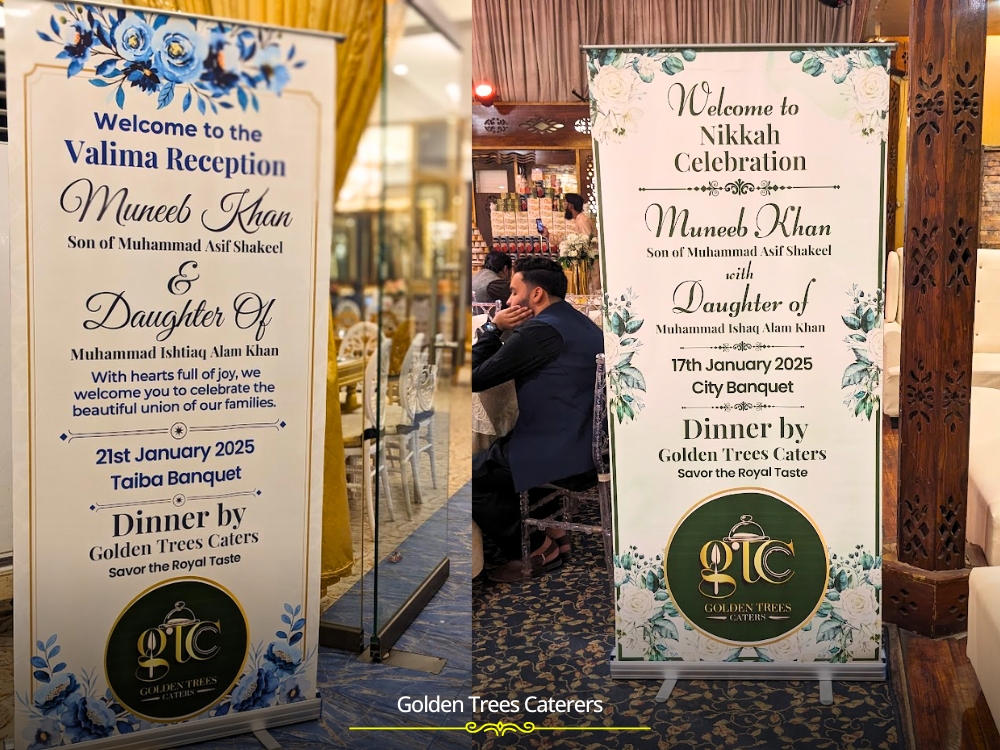 Welcome to the
Valima Reception
Muneeb Khan
Son of Muhammad Asif Shakeel
&
Daughter Of
Muhammad Ishtiaq Alam Khan
With hearts full of joy, we
welcome you to celebrate the
beautiful union of our families.
21st January 2025
Taiba Banquet
Dinner by
Golden Trees Caters
Savor the Royal Taste
gtc
GOLDEN TREES
CATERS
Welcome to
Nikkah
Celebration
Muneeb Khan
Son of Muhammad Asif Shakeel
with
Daughter of
Muhammad Ishaq Alam Khan
17th January 2025
City Banquet
Dinner by
Golden Trees Caters
Savor the Royal Taste
gtc
GOLDEN TREES
CATERS
Golden Trees Caterers